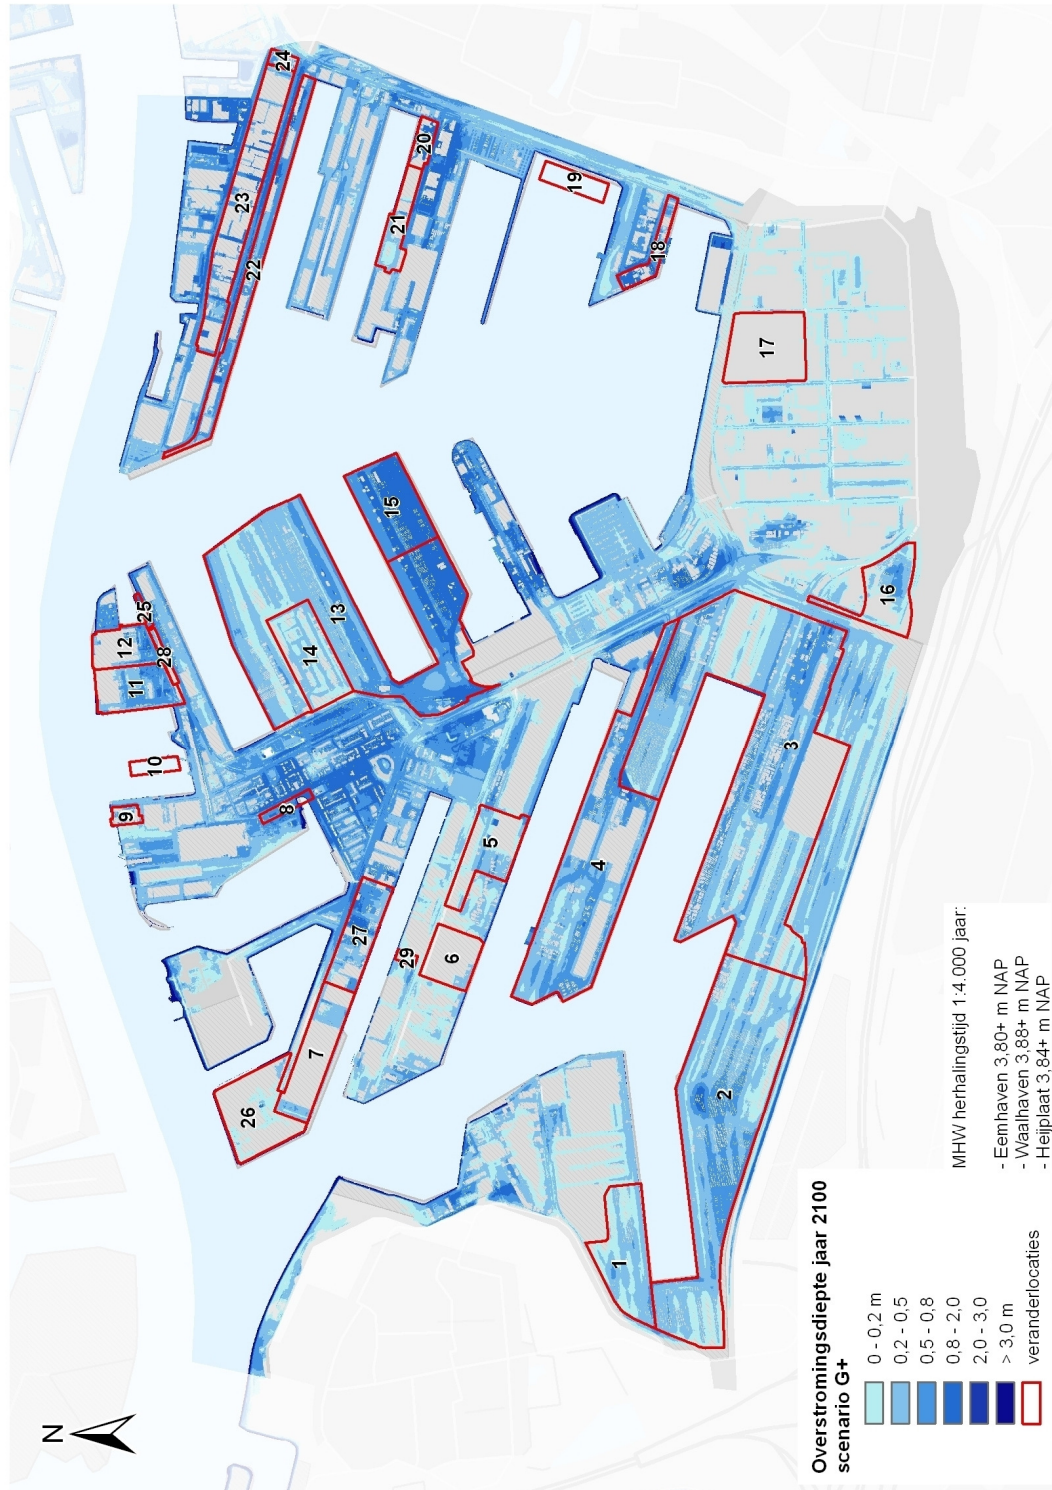 N
Overstromingsdiepte jaar 2100
scenario G+
0 - 0,2 m
0,2 - 0,5
0,5 - 0,8
0,8 - 2,0
2,0 - 3,0
> 3,0 m
veranderlocaties
MHW herhalingstijd 1:4.000 jaar:
- Eemhaven 3,80+ m NAP
- Waalhaven 3,88+ m NAP
- Heijplaat 3,84+ m NAP
1
2
3
4
5
6
7
8
9
10
11
12
13
14
15
16
17
18
19
20
21
22
23
24
25
26
27
28
29